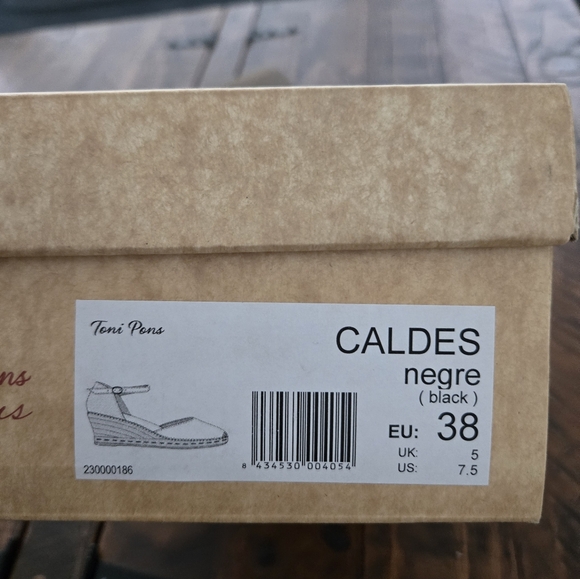 Toni Pons
CALDES
negre
( black )
EU: 38
UK: 5
US: 7.5
8 434530 004054
230000186